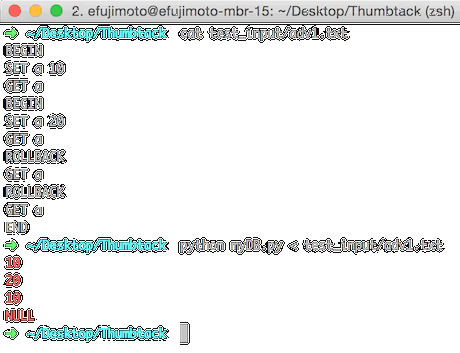 2. efujimoto@efujimoto-mbr-15: ~/Desktop/Thumbtack (zsh)
➜ ~/Desktop/Thumbtack cat test_input/adv1.txt
BEGIN
SET a 10
GET a
BEGIN
SET a 20
GET a
ROLLBACK
GET a
ROLLBACK
GET a
END
➜ ~/Desktop/Thumbtack python myDB.py < test_input/adv1.txt
10
20
10
NULL
➜ ~/Desktop/Thumbtack